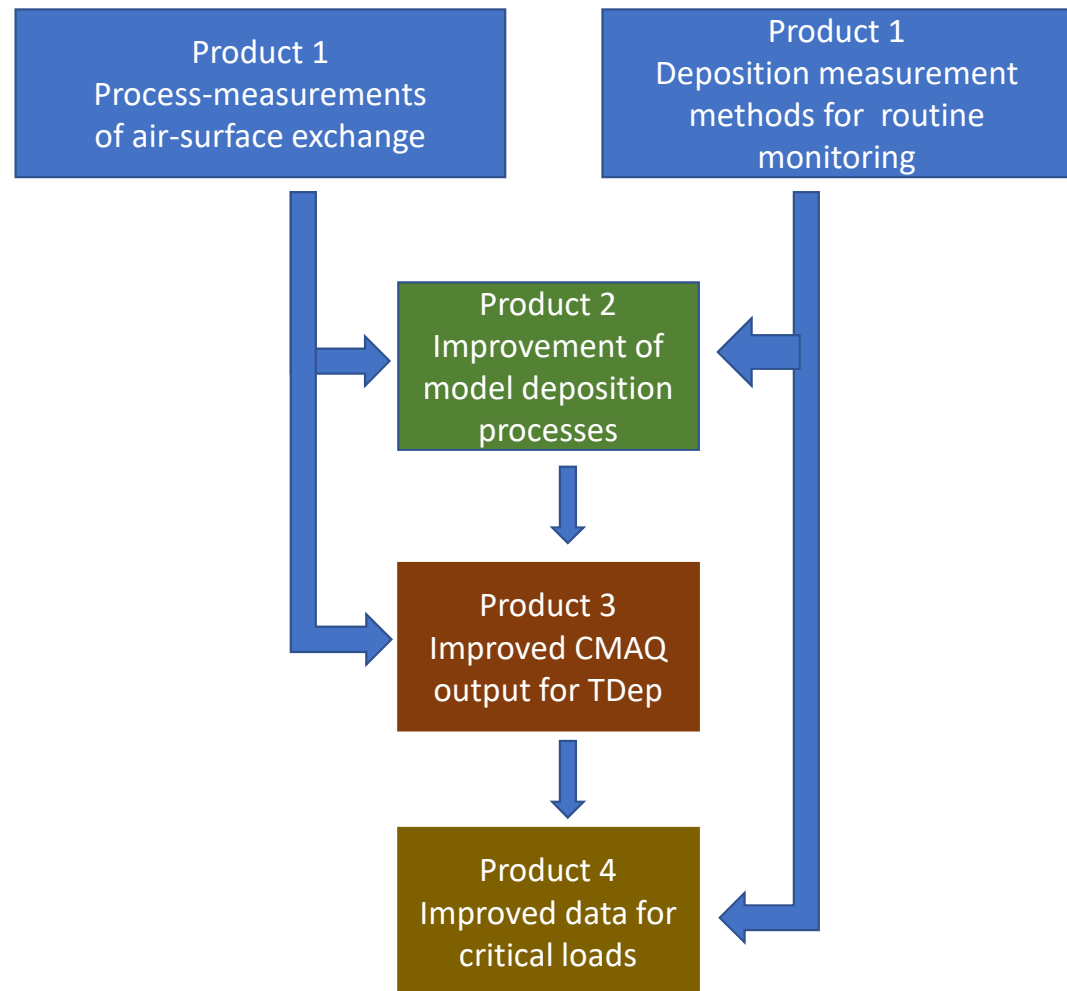 Product 1
Process-measurements
of air-surface exchange
Product 1
Deposition measurement
methods for  routine
monitoring
Product 2
Improvement of
model deposition
processes
Product 3
Improved CMAQ
output for TDep
Product 4
Improved data for
critical loads